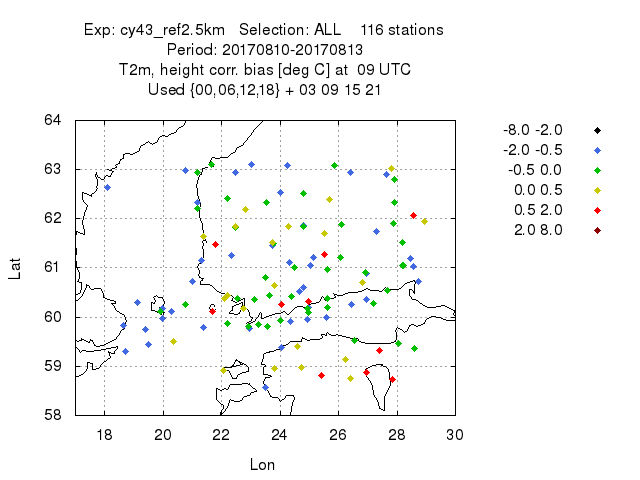 Exp: cy43_ref2.5km   Selection: ALL    116 stations
Period: 20170810-20170813
T2m, height corr. bias [deg C] at  09 UTC
Used {00,06,12,18} + 03 09 15 21
64
63
62
61
60
59
58
Lat
18 20 22 24 26 28 30
Lon
-8.0 -2.0
-2.0 -0.5
-0.5 0.0
0.0 0.5
0.5 2.0
2.0 8.0